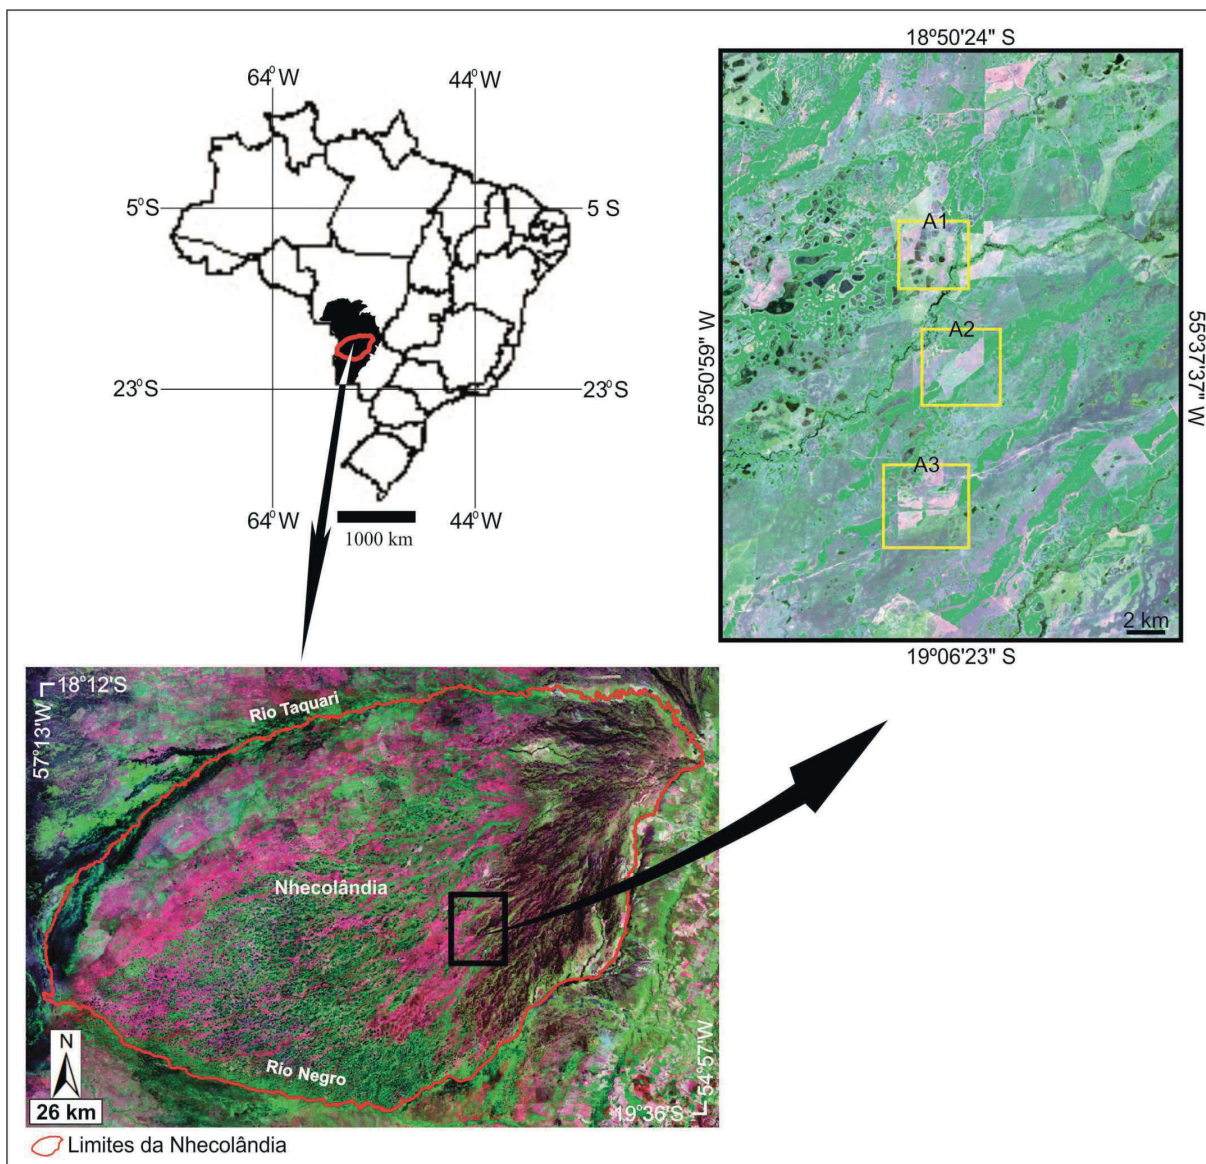 64°W
44°W
5°S
5 S
23°S
23°S
64°W
44°W
1000 km
18º50'24" S
A1
A2
A3
55º50'59" W
55º37'37" W
2 km
19º06'23" S
18°12'S
57°13'W
Rio Taquari
Nhecolândia
Rio Negro
N
26 km
54°57'W
19°36'S
Limites da Nhecolândia